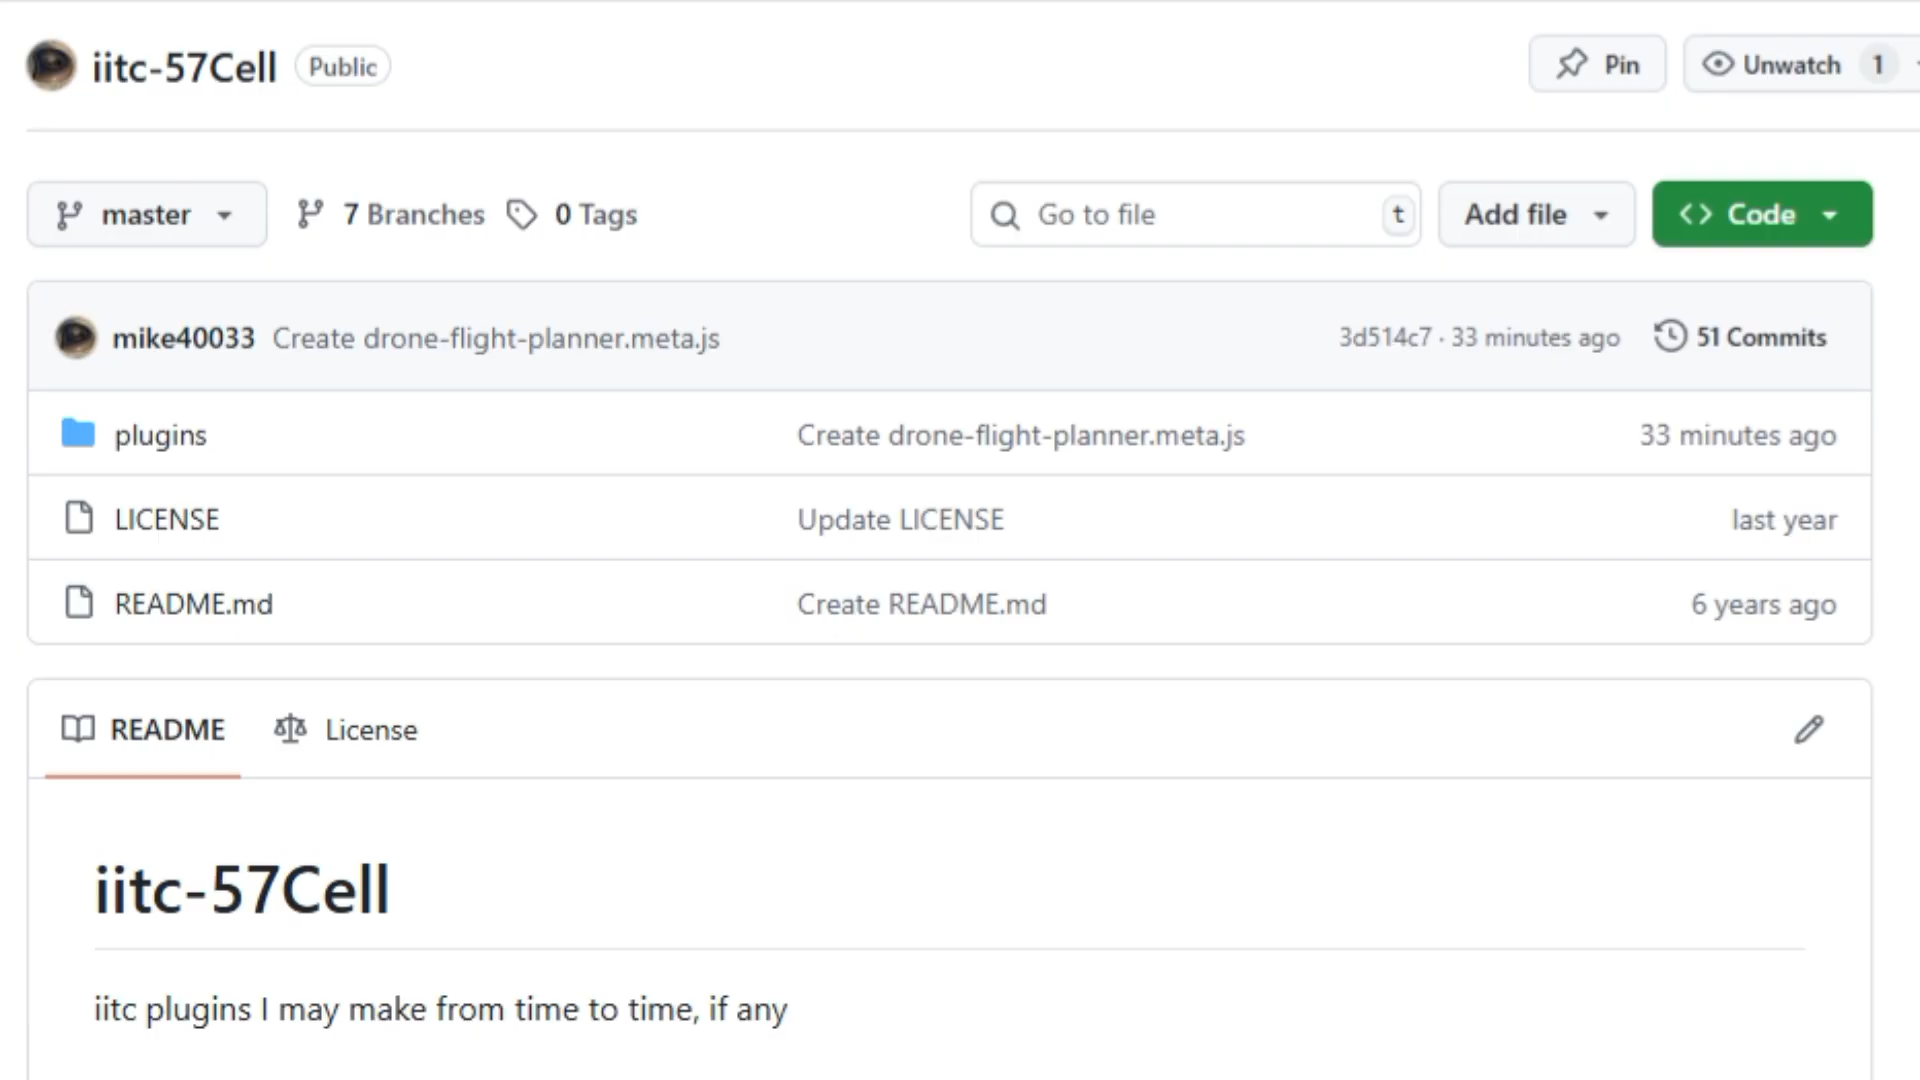 iitc-57Cell Public Pin Unwatch 1
master 7 Branches 0 Tags Go to file t Add file Code
mike40033 Create drone-flight-planner.meta.js 3d514c7 · 33 minutes ago 51 Commits
plugins Create drone-flight-planner.meta.js 33 minutes ago
LICENSE Update LICENSE last year
README.md Create README.md 6 years ago
README License
iitc-57Cell
iitc plugins I may make from time to time, if any